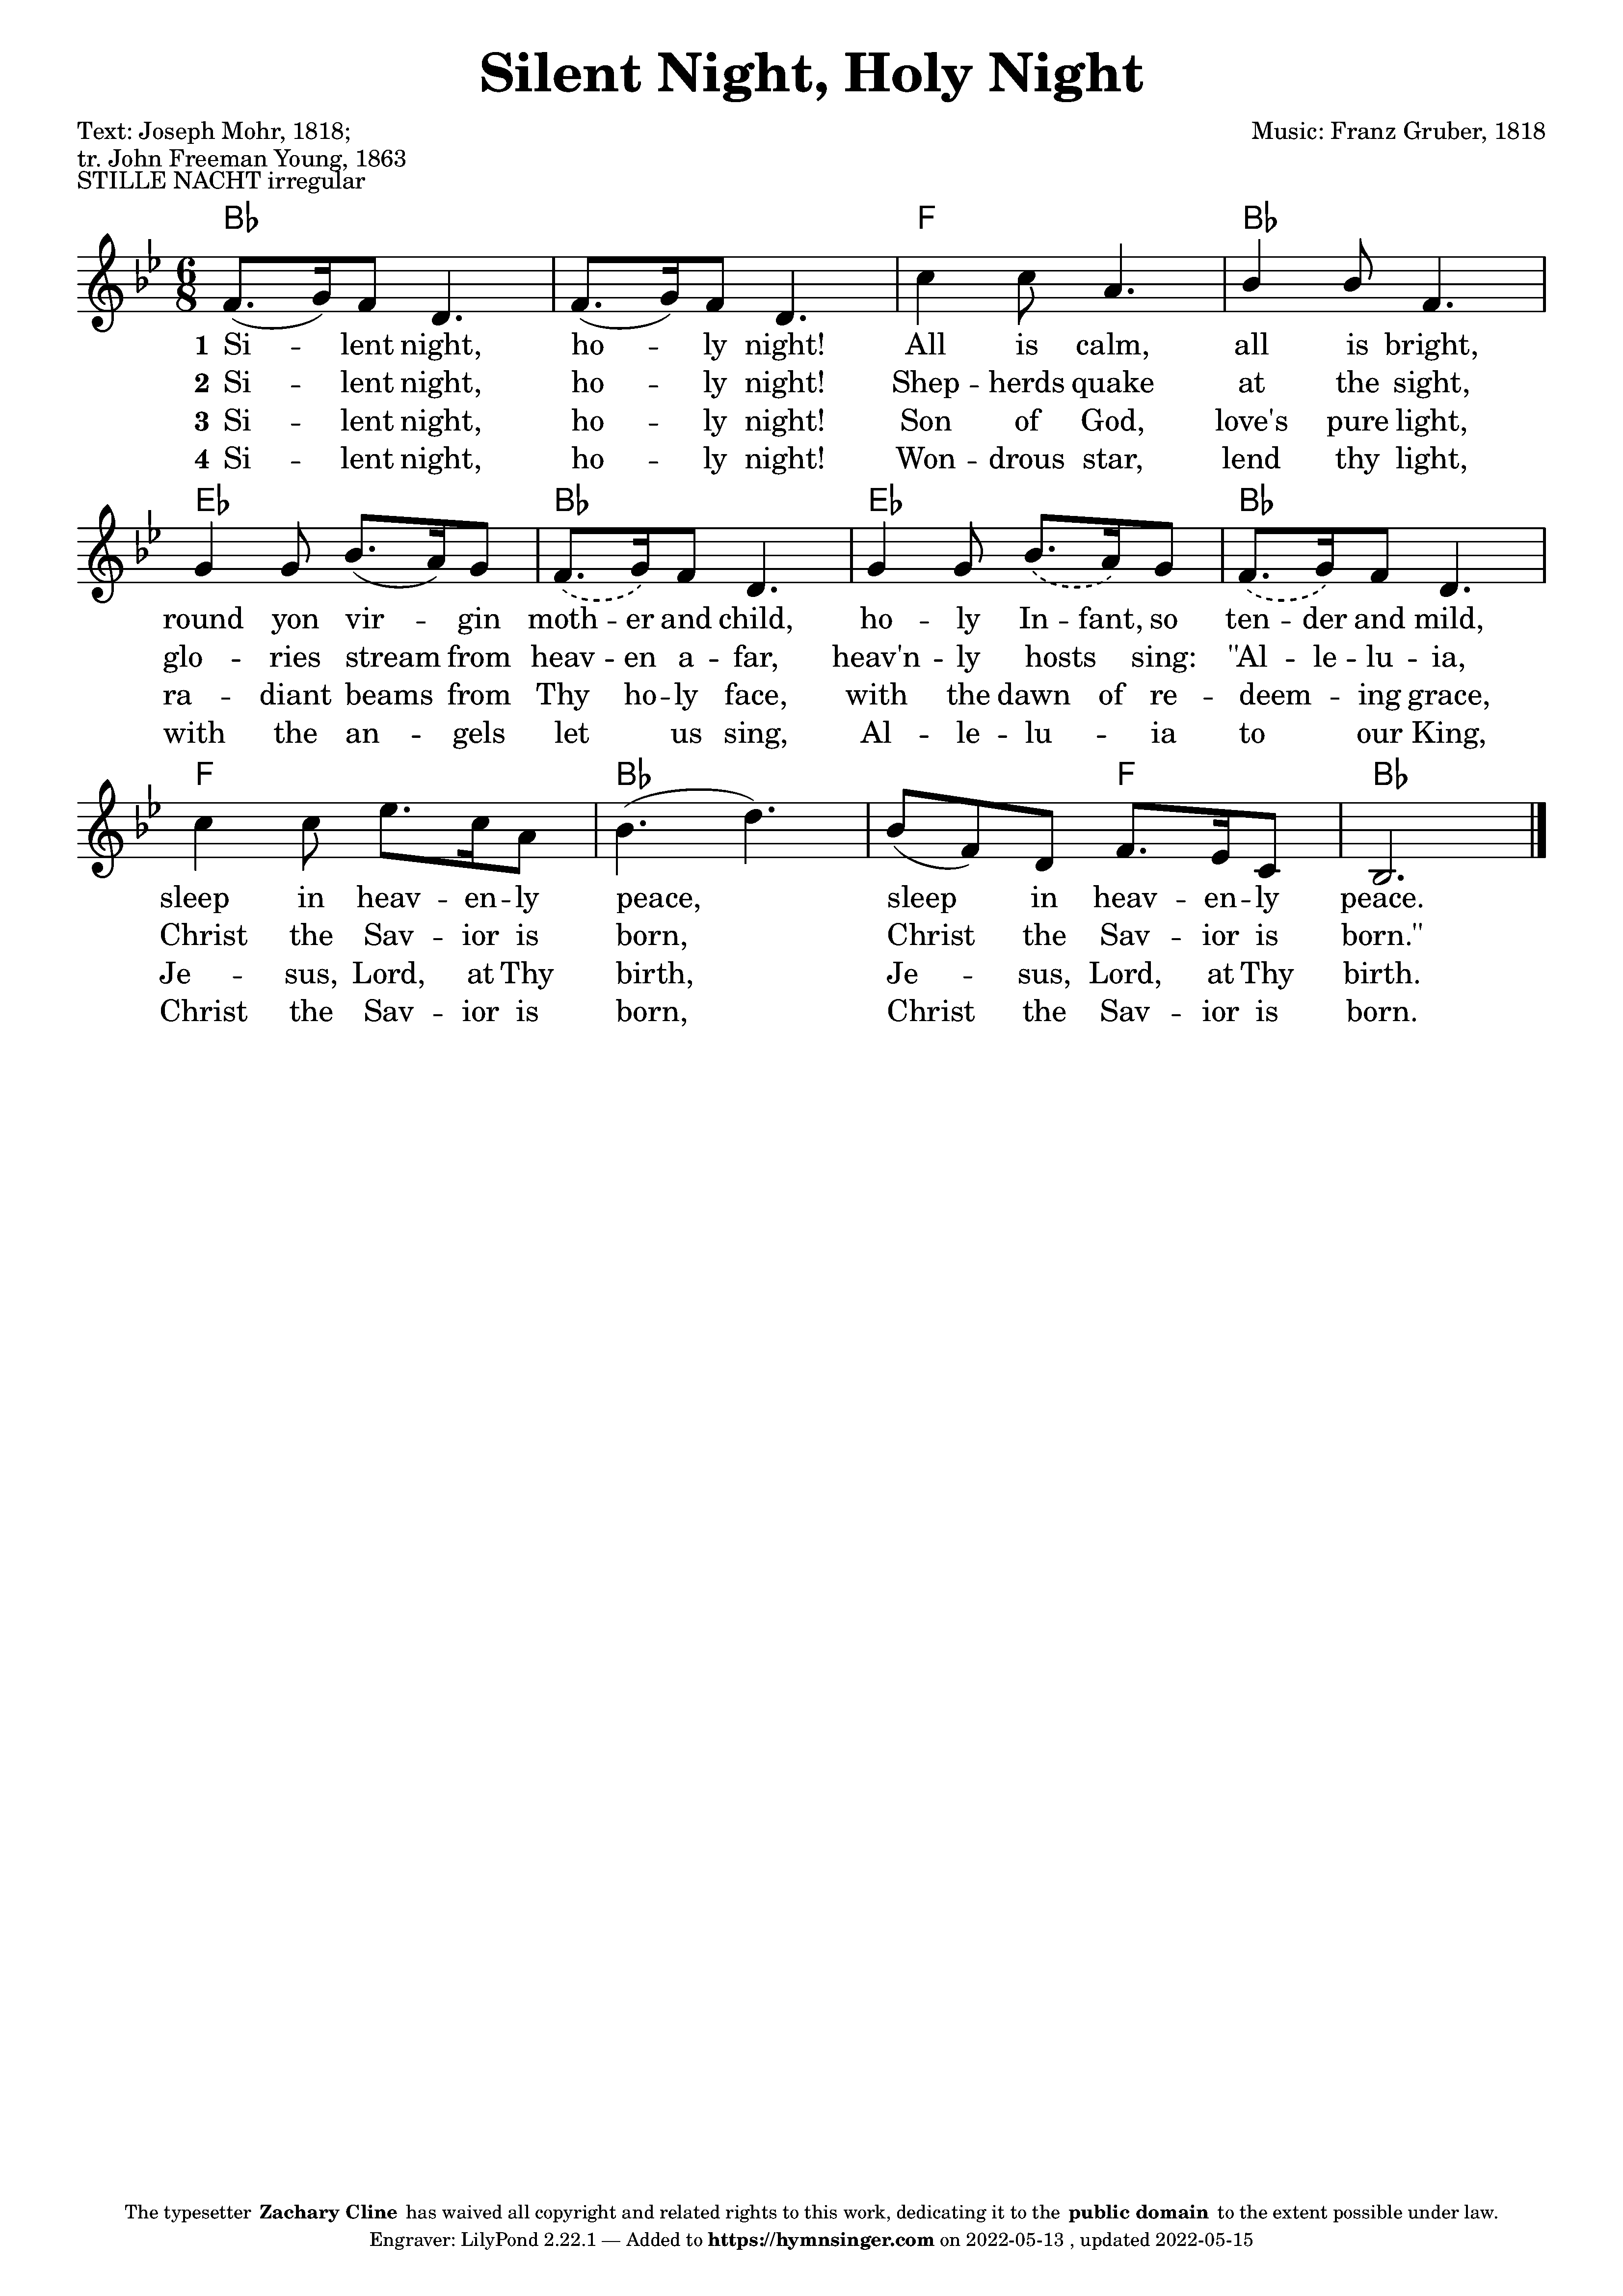 Silent Night, Holy Night
Text: Joseph Mohr, 1818;
Music: Franz Gruber, 1818
tr. John Freeman Young, 1863
STILLE NACHT irregular
B♭ F B♭
6
8
1 Si -- lent night, ho -- ly night! All is calm, all is bright,
2 Si -- lent night, ho -- ly night! Shep -- herds quake at the sight,
3 Si -- lent night, ho -- ly night! Son of God, love's pure light,
4 Si -- lent night, ho -- ly night! Won -- drous star, lend thy light,
E♭ B♭ E♭ B♭
round yon vir -- gin moth -- er and child, ho -- ly In -- fant, so ten -- der and mild,
glo -- ries stream from heav -- en a -- far, heav'n -- ly hosts sing: "Al -- le -- lu -- ia,
ra -- diant beams from Thy ho -- ly face, with the dawn of re -- deem -- ing grace,
with the an -- gels let us sing, Al -- le -- lu -- ia to our King,
F B♭ F B♭
sleep in heav -- en -- ly peace, sleep in heav -- en -- ly peace.
Christ the Sav -- ior is born, Christ the Sav -- ior is born."
Je -- sus, Lord, at Thy birth, Je -- sus, Lord, at Thy birth.
Christ the Sav -- ior is born, Christ the Sav -- ior is born.
The typesetter Zachary Cline has waived all copyright and related rights to this work, dedicating it to the public domain to the extent possible under law.
Engraver: LilyPond 2.22.1 — Added to https://hymnsinger.com on 2022-05-13 , updated 2022-05-15